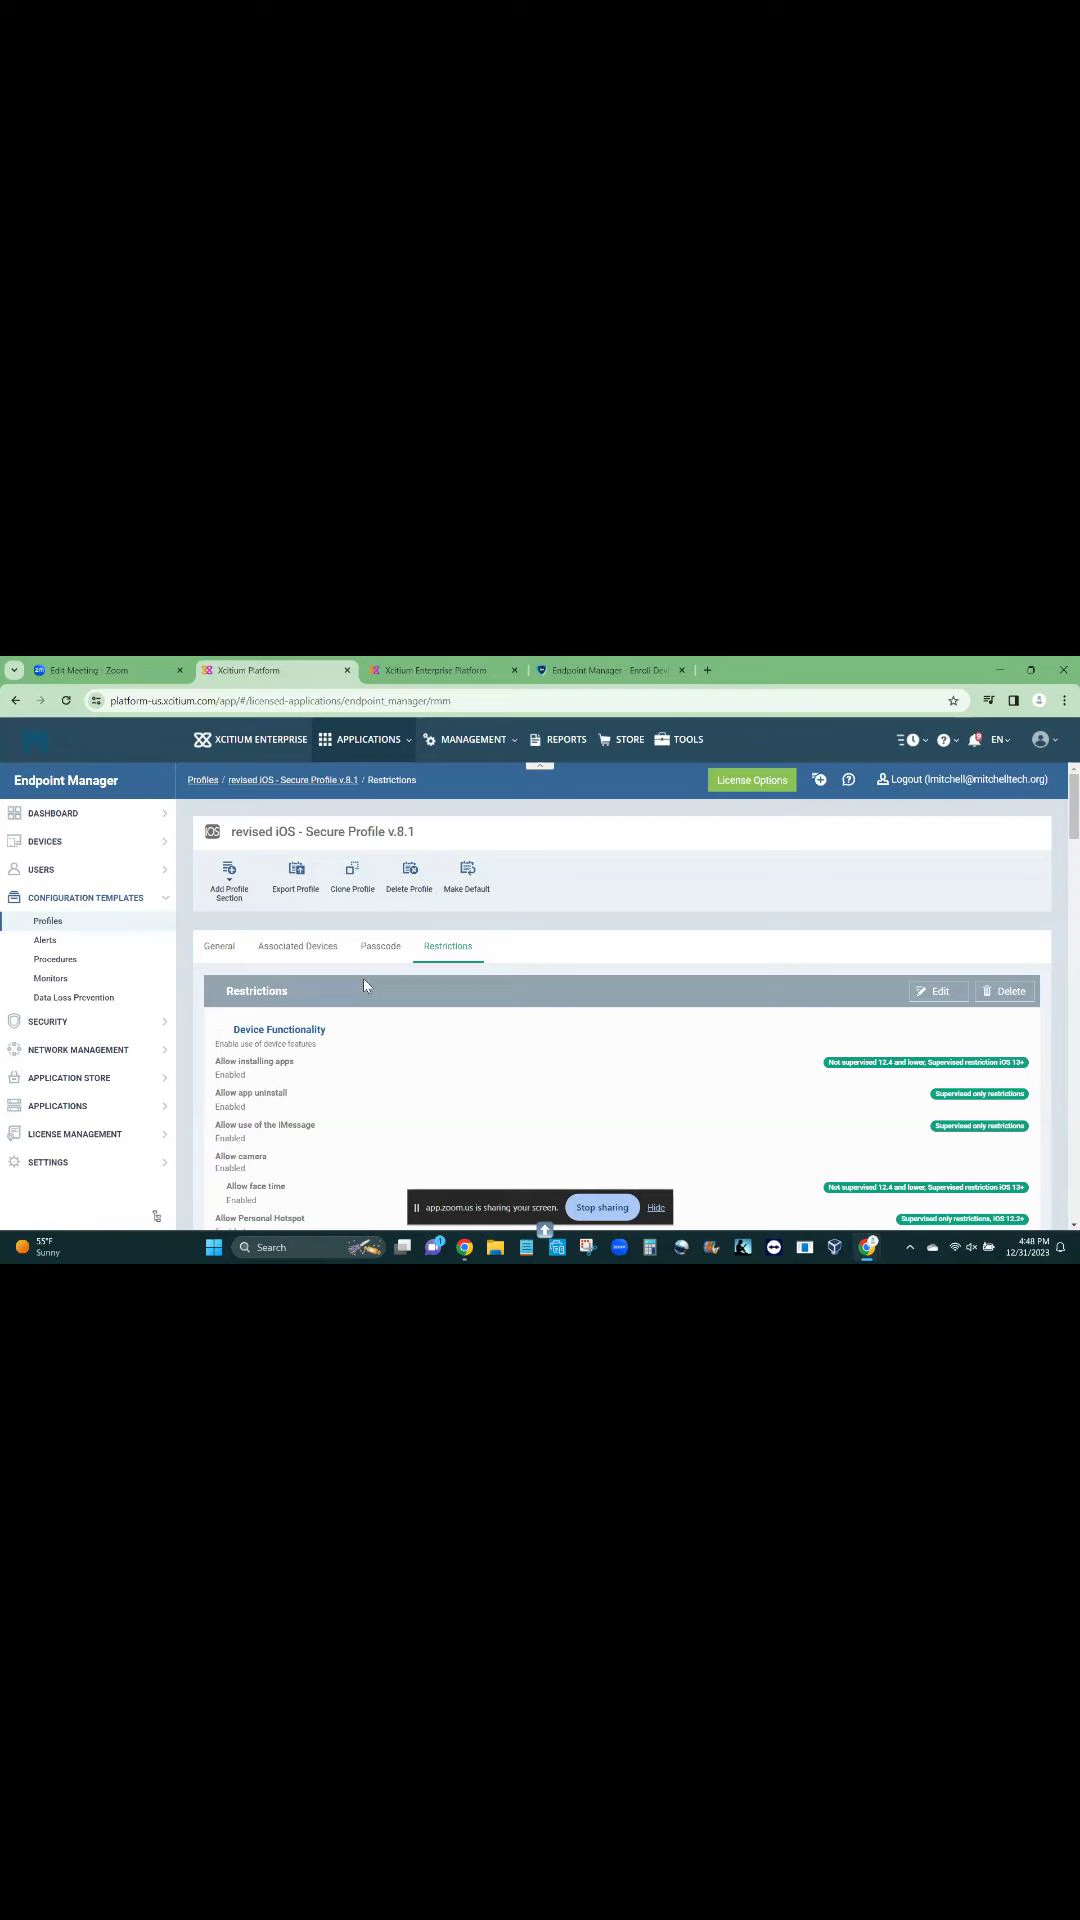 Edit Meeting - Zoom
Xcitium Platform
Xcitium Enterprise Platform
Endpoint Manager - Enroll Devi
platform-us.xcitium.com/app/#/licensed-applications/endpoint_manager/rmm
XCITIUM ENTERPRISE
APPLICATIONS
MANAGEMENT
REPORTS
STORE
TOOLS
EN
Endpoint Manager
Profiles / revised iOS - Secure Profile v.8.1 / Restrictions
License Options
Logout (lmitchell@mitchelltech.org)
DASHBOARD
DEVICES
USERS
CONFIGURATION TEMPLATES
Profiles
Alerts
Procedures
Monitors
Data Loss Prevention
SECURITY
NETWORK MANAGEMENT
APPLICATION STORE
APPLICATIONS
LICENSE MANAGEMENT
SETTINGS
iOS
revised iOS - Secure Profile v.8.1
Add Profile
Section
Export Profile
Clone Profile
Delete Profile
Make Default
General
Associated Devices
Passcode
Restrictions
Restrictions
Edit
Delete
Device Functionality
Enable use of device features
Allow installing apps
Enabled
Not supervised 12.4 and lower, Supervised restriction iOS 13+
Allow app uninstall
Enabled
Supervised only restrictions
Allow use of the iMessage
Enabled
Supervised only restrictions
Allow camera
Enabled
Allow face time
Enabled
Not supervised 12.4 and lower, Supervised restriction iOS 13+
Allow Personal Hotspot
Supervised only restrictions, iOS 12.2+
app.zoom.us is sharing your screen.
Stop sharing
Hide
55°F
Sunny
Search
4:48 PM
12/31/2023